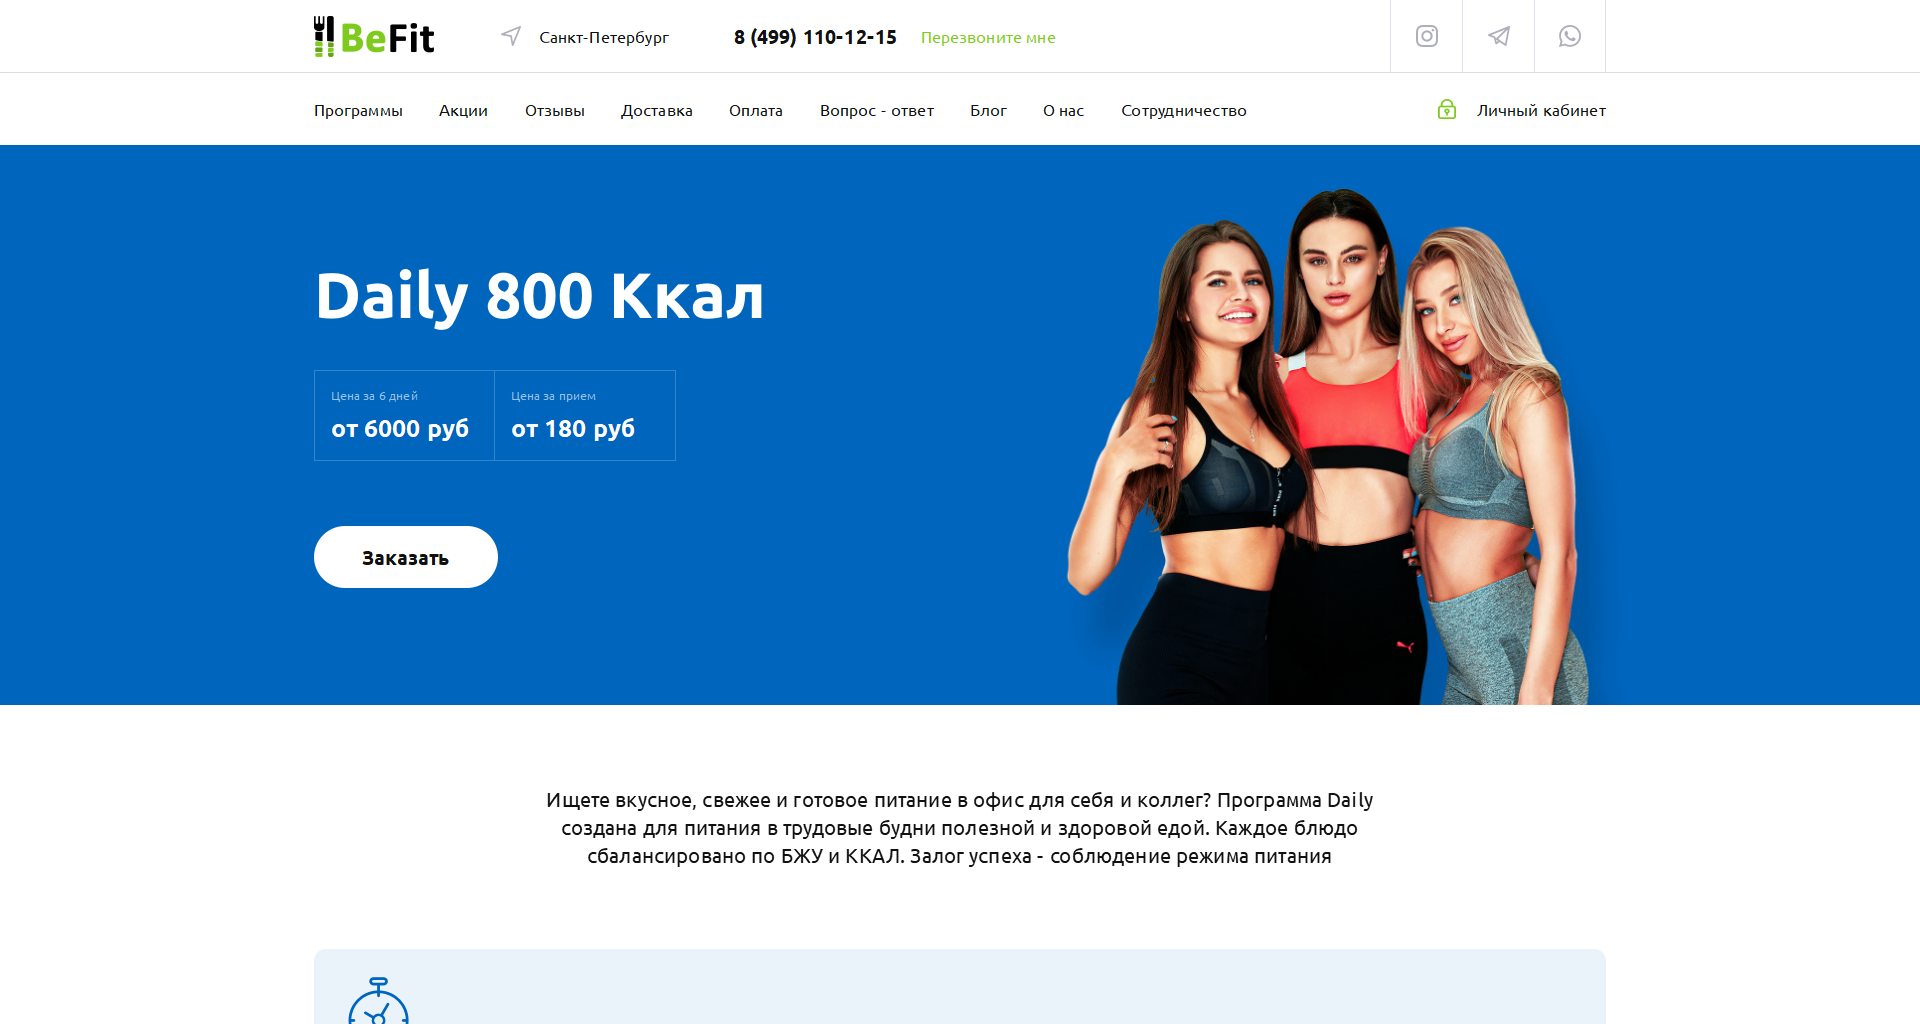 BeFit
Санкт-Петербург
8 (499) 110-12-15
Перезвоните мне
Программы
Акции
Отзывы
Доставка
Оплата
Вопрос - ответ
Блог
О нас
Сотрудничество
Личный кабинет
Daily 800 Ккал
Цена за 6 дней
от 6000 руб
Цена за прием
от 180 руб
Заказать
Ищете вкусное, свежее и готовое питание в офис для себя и коллег? Программа Daily
создана для питания в трудовые будни полезной и здоровой едой. Каждое блюдо
сбалансировано по БЖУ и ККАЛ. Залог успеха - соблюдение режима питания